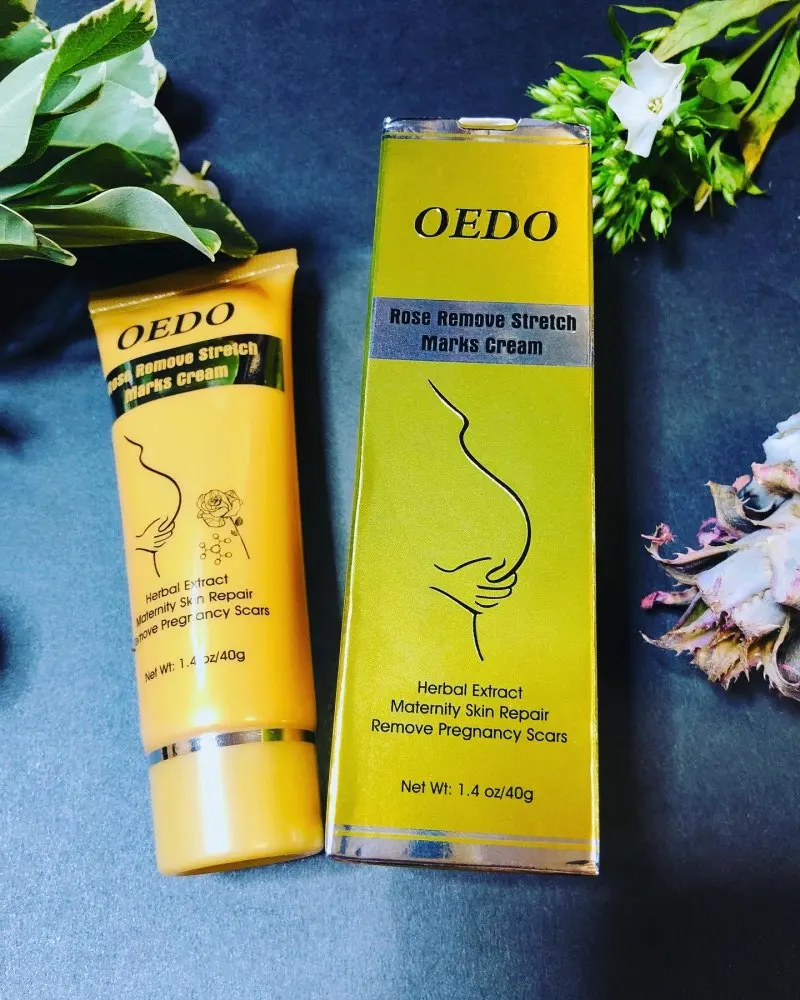 OEDO
Rose Remove Stretch
Marks Cream
Herbal Extract
Maternity Skin Repair
Remove Pregnancy Scars
Net Wt: 1.4 oz/40g
OEDO
Rose Remove Stretch
Marks Cream
Herbal Extract
Maternity Skin Repair
Remove Pregnancy Scars
Net Wt: 1.4 oz/40g